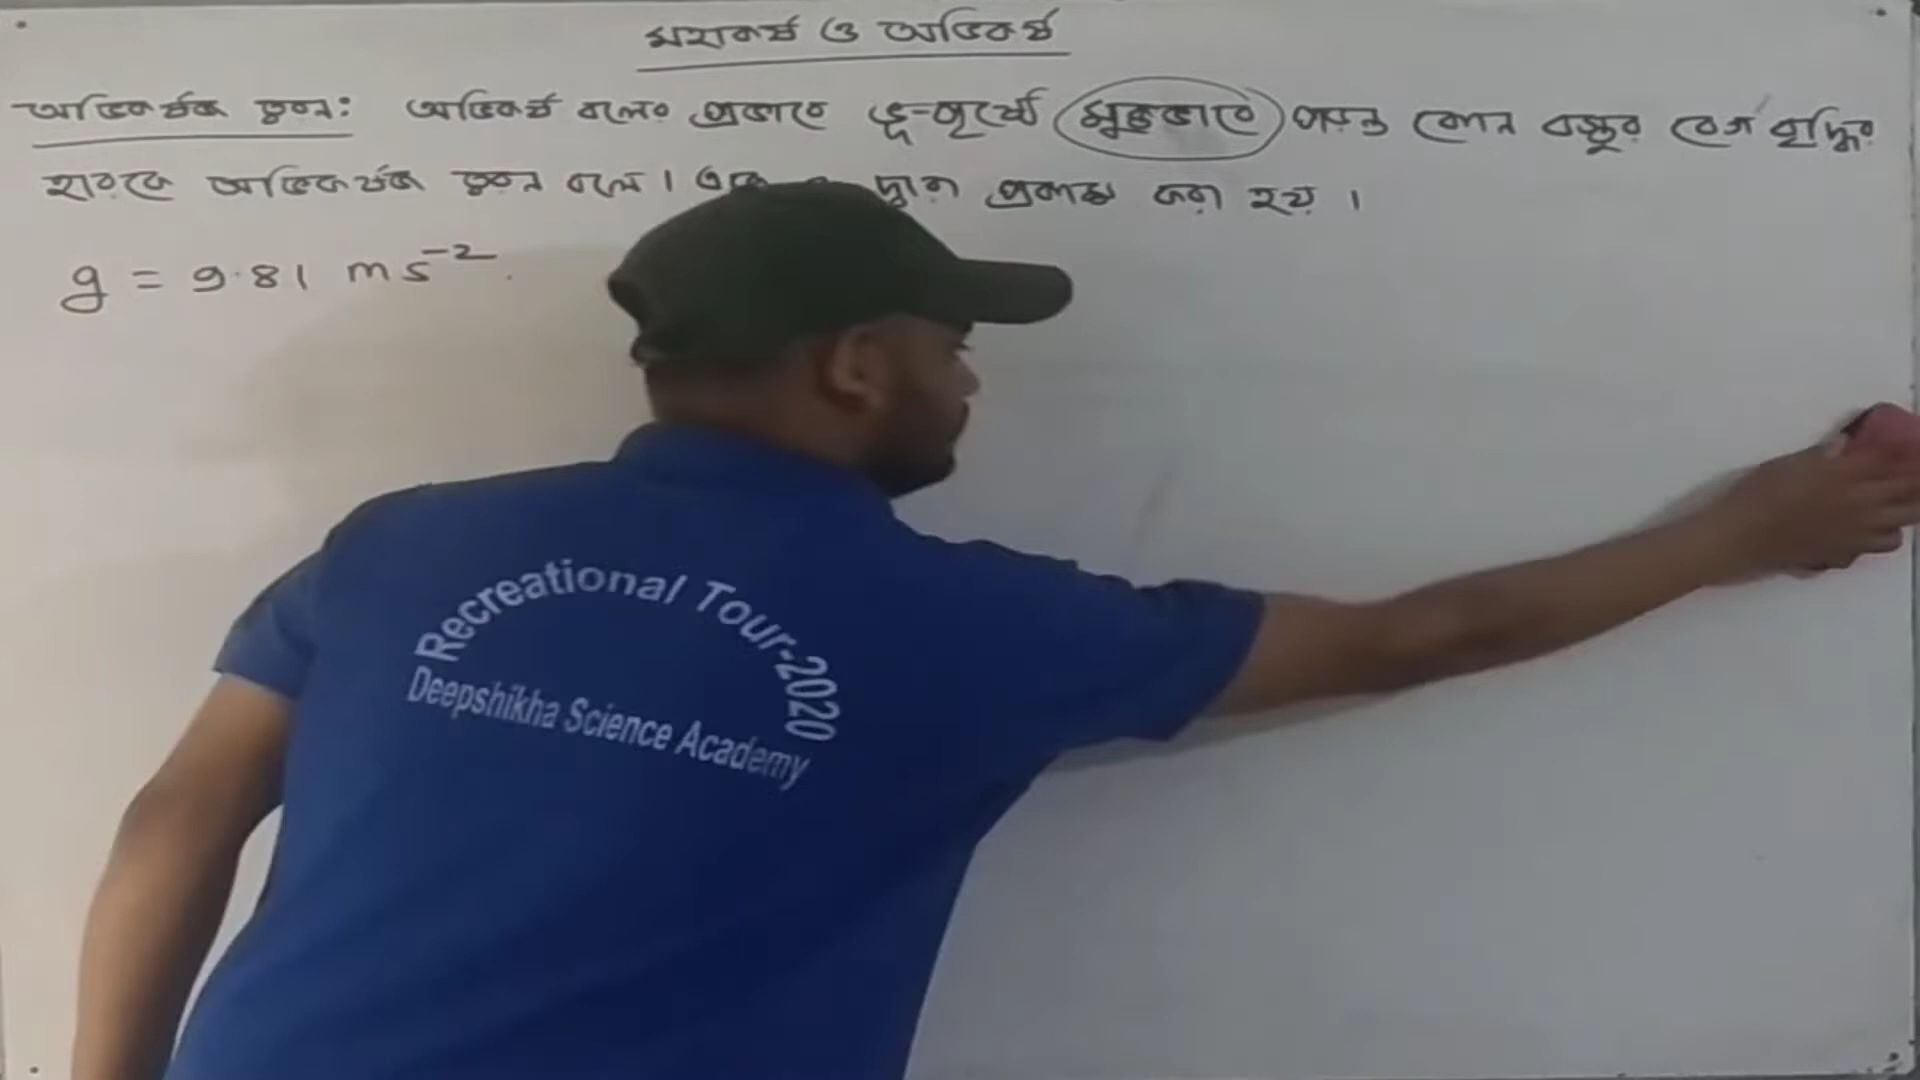 মহাকর্ষ ও অভিকর্ষ
অভিকর্ষজ ত্বরণ: অভিকর্ষ বলের প্রভাবে ভূ-পৃষ্ঠে মুক্তভাবে পড়ন্ত কোন বস্তুর বেগ বৃদ্ধির
হারকে অভিকর্ষজ ত্বরণ বলে। দ্বারা প্রকাশ করা হয়।
g = 9.81 ms⁻²
Recreational Tour-2020
Deepshikha Science Academy